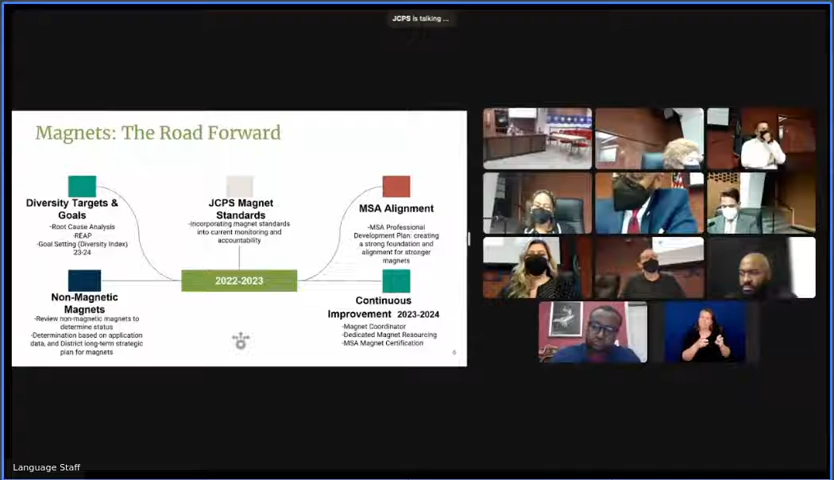 JCPS is talking ...
Magnets: The Road Forward
Diversity Targets &
Goals
-Root Cause Analysis
-REAP
-Goal Setting (Diversity Index)
23-24
JCPS Magnet
Standards
-Incorporating magnet standards
into current monitoring and
accountability
MSA Alignment
-MSA Professional
Development Plan: creating
a strong foundation and
alignment for stronger
magnets
2022-2023
Non-Magnetic
Magnets
-Review non-magnetic magnets to
determine status
-Determination based on application
data, and District long-term strategic
plan for magnets
Continuous
Improvement 2023-2024
-Magnet Coordinator
-Dedicated Magnet Resourcing
-MSA Magnet Certification
6
Language Staff